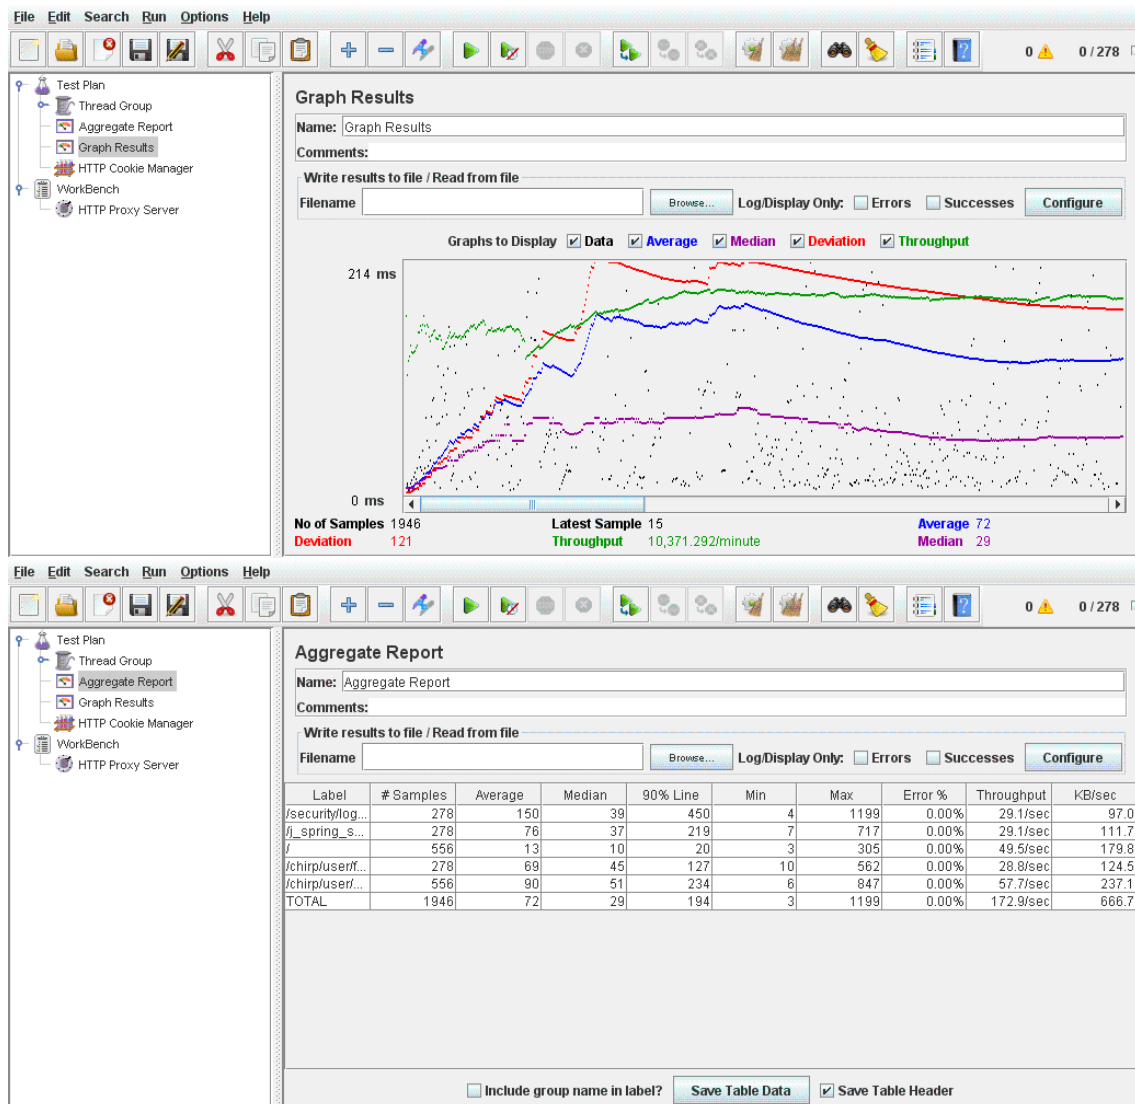 File Edit Search Run Options Help
0 0 / 278
Test Plan
Thread Group
Aggregate Report
Graph Results
HTTP Cookie Manager
WorkBench
HTTP Proxy Server
Graph Results
Name: Graph Results
Comments:
Write results to file / Read from file
Filename Browse... Log/Display Only: Errors Successes Configure
Graphs to Display Data Average Median Deviation Throughput
214 ms
0 ms
No of Samples 1946 Latest Sample 15 Average 72
Deviation 121 Throughput 10,371.292/minute Median 29
File Edit Search Run Options Help
0 0 / 278
Test Plan
Thread Group
Aggregate Report
Graph Results
HTTP Cookie Manager
WorkBench
HTTP Proxy Server
Aggregate Report
Name: Aggregate Report
Comments:
Write results to file / Read from file
Filename Browse... Log/Display Only: Errors Successes Configure
Label # Samples Average Median 90% Line Min Max Error % Throughput KB/sec
/security/log... 278 150 39 450 4 1199 0.00% 29.1/sec 97.0
/j_spring_s... 278 76 37 219 7 717 0.00% 29.1/sec 111.7
/ 556 13 10 20 3 305 0.00% 49.5/sec 179.8
/chirp/user/f... 278 69 45 127 10 562 0.00% 28.8/sec 124.5
/chirp/user/... 556 90 51 234 6 847 0.00% 57.7/sec 237.1
TOTAL 1946 72 29 194 3 1199 0.00% 172.9/sec 666.7
Include group name in label? Save Table Data Save Table Header